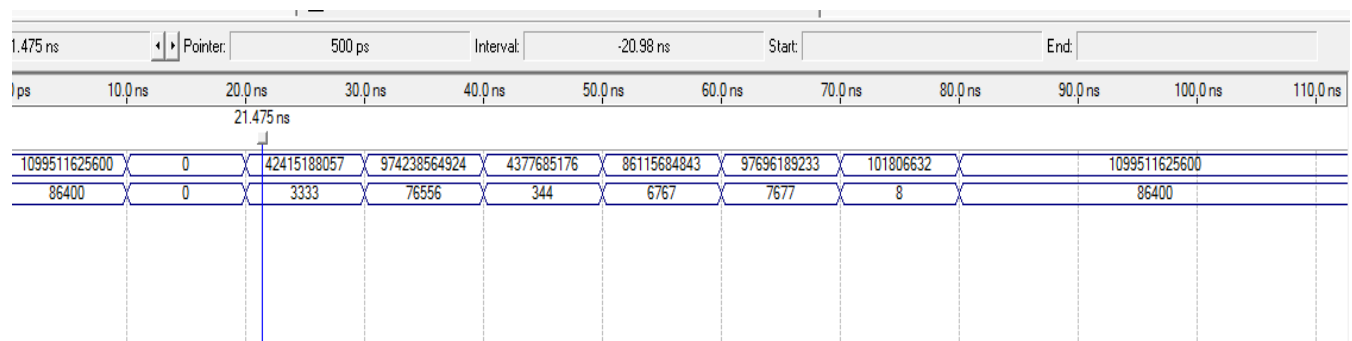 1.475 ns Pointer: 500 ps Interval: -20.98 ns Start: End:
ps 10.0 ns 20.0 ns 30.0 ns 40.0 ns 50.0 ns 60.0 ns 70.0 ns 80.0 ns 90.0 ns 100.0 ns 110.0 ns
21.475 ns
1099511625600 0 42415188057 974238564924 4377685176 86115684843 97696189233 101806632 1099511625600
86400 0 3333 76556 344 6767 7677 8 86400